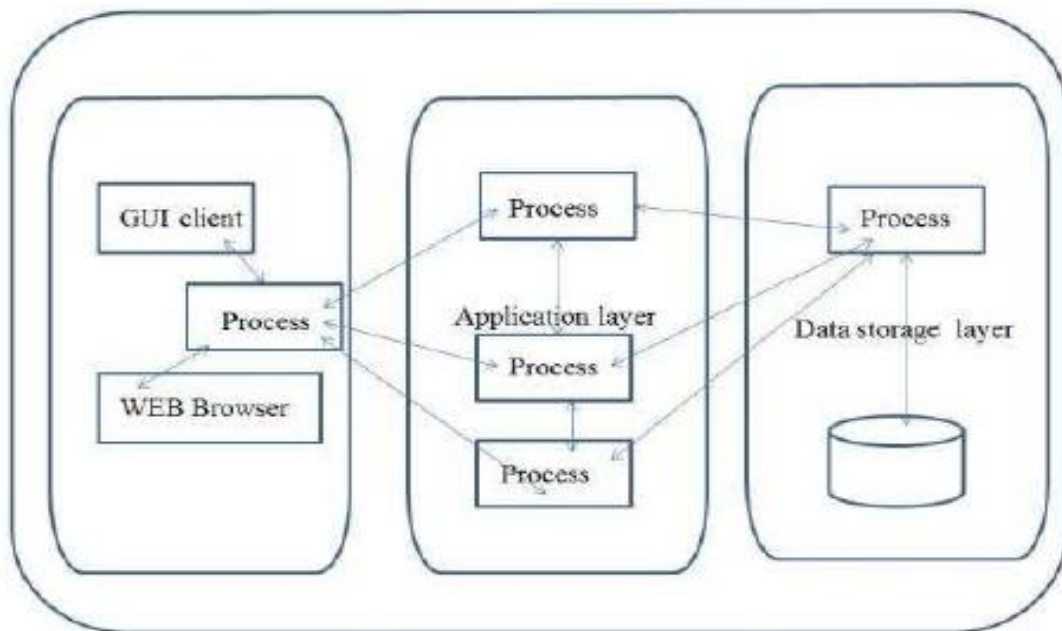 GUI client
Process
WEB Browser
Process
Application layer
Process
Process
Process
Data storage layer